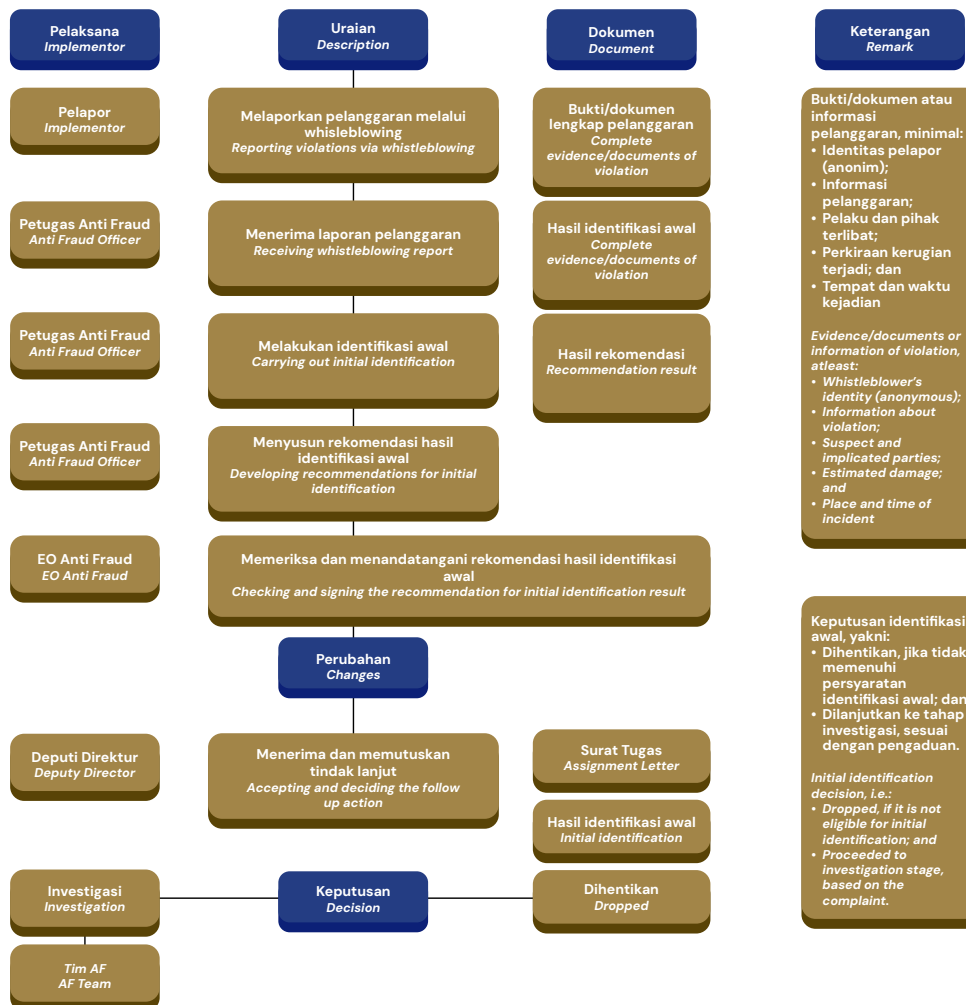 Pelaksana
Implementor
Uraian
Description
Dokumen
Document
Keterangan
Remark
Pelapor
Implementor
Melaporkan pelanggaran melalui
whisleblowing
Reporting violations via whistleblowing
Bukti/dokumen
lengkap pelanggaran
Complete
evidence/documents of
violation
Bukti/dokumen atau
informasi
pelanggaran, minimal:
• Identitas pelapor
(anonim);
• Informasi
pelanggaran;
• Pelaku dan pihak
terlibat;
• Perkiraan kerugian
terjadi; dan
• Tempat dan waktu
kejadian
Evidence/documents or
information of violation,
atleast:
• Whistleblower's
identity (anonymous);
• Information about
violation;
• Suspect and
implicated parties;
• Estimated damage;
and
• Place and time of
incident
Petugas Anti Fraud
Anti Fraud Officer
Menerima laporan pelanggaran
Receiving whistleblowing report
Hasil identifikasi awal
Complete
evidence/documents of
violation
Petugas Anti Fraud
Anti Fraud Officer
Melakukan identifikasi awal
Carrying out initial identification
Hasil rekomendasi
Recommendation result
Petugas Anti Fraud
Anti Fraud Officer
Menyusun rekomendasi hasil
identifikasi awal
Developing recommendations for initial
identification
EO Anti Fraud
EO Anti Fraud
Memeriksa dan menandatangani rekomendasi hasil identifikasi
awal
Checking and signing the recommendation for initial identification result
Perubahan
Changes
Keputusan identifikasi
awal, yakni:
• Dihentikan, jika tidak
memenuhi
persyaratan
identifikasi awal; dan
• Dilanjutkan ke tahap
investigasi, sesuai
dengan pengaduan.
Initial identification
decision, i.e.:
• Dropped, if it is not
eligible for initial
identification; and
• Proceeded to
investigation stage,
based on the
complaint.
Deputi Direktur
Deputy Director
Menerima dan memutuskan
tindak lanjut
Accepting and deciding the follow
up action
Surat Tugas
Assignment Letter
Hasil identifikasi awal
Initial identification
Investigasi
Investigation
Keputusan
Decision
Dihentikan
Dropped
Tim AF
AF Team